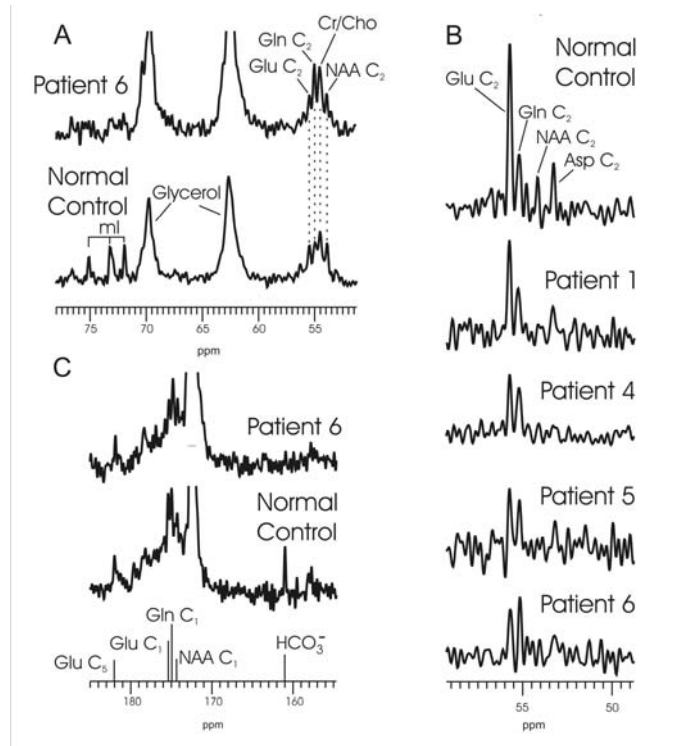 A
Gln C₂
Cr/Cho
Glu C₂
NAA C₂
Patient 6
Normal
Control
mI
Glycerol
75
70
65
60
55
ppm
B
Normal
Control
Glu C₂
Gln C₂
NAA C₂
Asp C₂
Patient 1
Patient 4
Patient 5
Patient 6
55
50
ppm
C
Patient 6
Normal
Control
Gln C₁
Glu C₁
Glu C₅
NAA C₁
HCO₃⁻
180
170
160
ppm